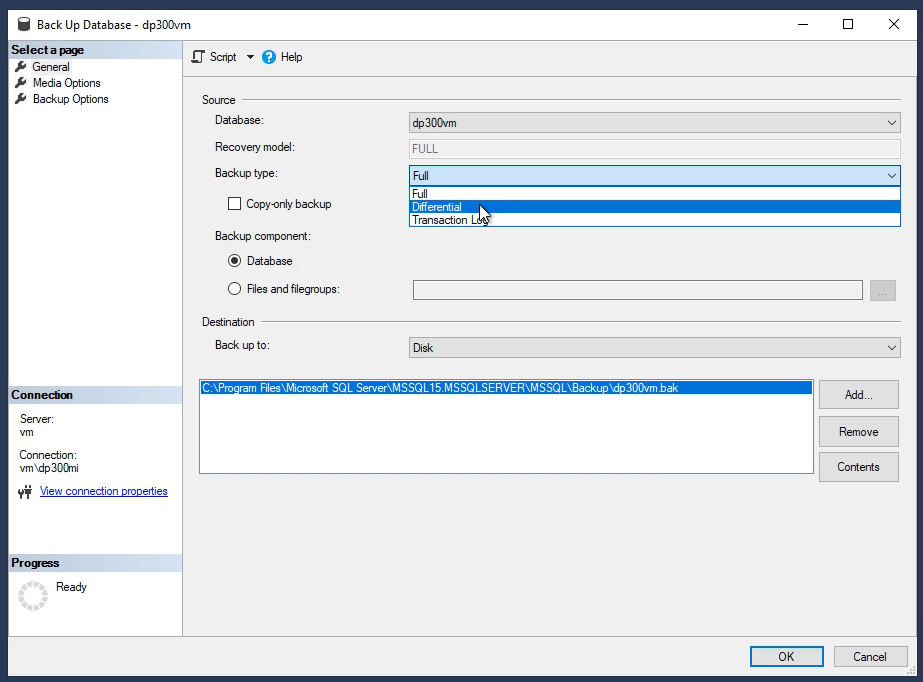 Back Up Database - dp300vm
Select a page
General
Media Options
Backup Options
Script
Help
Source
Database:
dp300vm
Recovery model:
FULL
Backup type:
Full
Full
Differential
Transaction Log
Copy-only backup
Backup component:
Database
Files and filegroups:
...
Destination
Back up to:
Disk
C:\Program Files\Microsoft SQL Server\MSSQL15.MSSQLSERVER\MSSQL\Backup\dp300vm.bak
Add...
Remove
Contents
Connection
Server:
vm
Connection:
vm\dp300mi
View connection properties
Progress
Ready
OK
Cancel